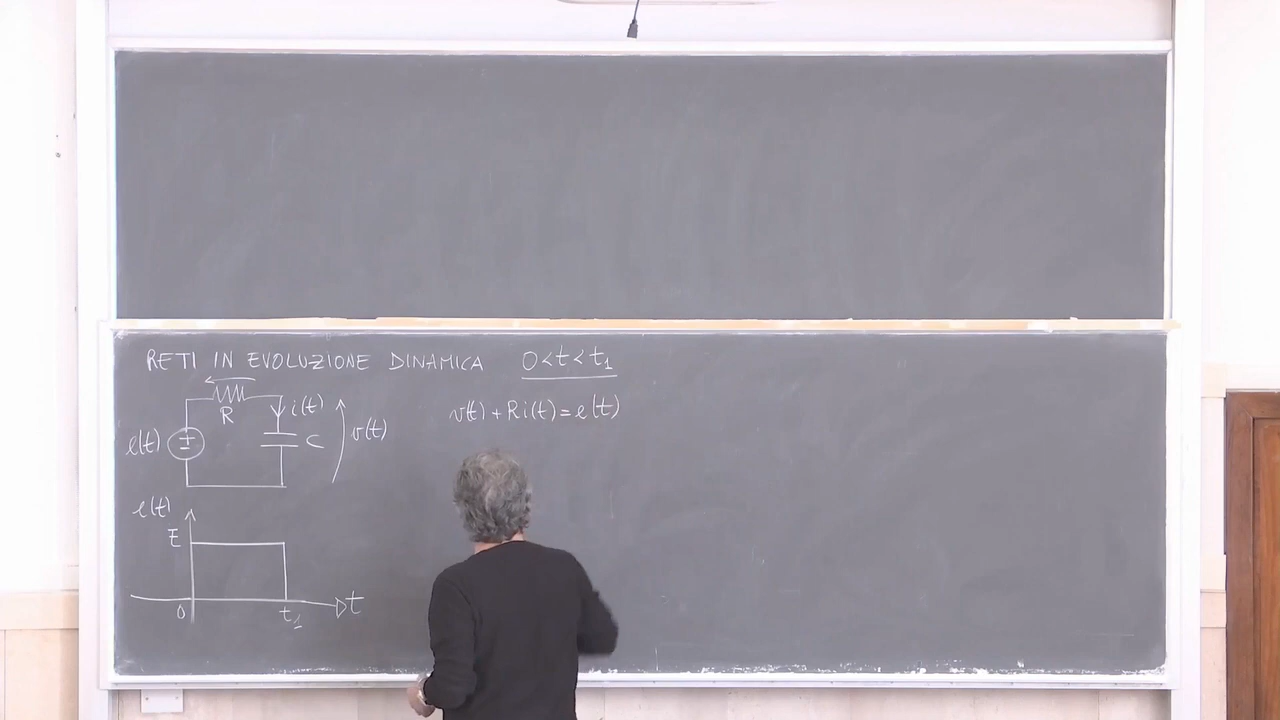 RETI IN EVOLUZIONE DINAMICA 0<t<t₁
R
i(t)
e(t)
±
C
v(t)
v(t)+Ri(t)=e(t)
e(t)
E
0
t₁
t